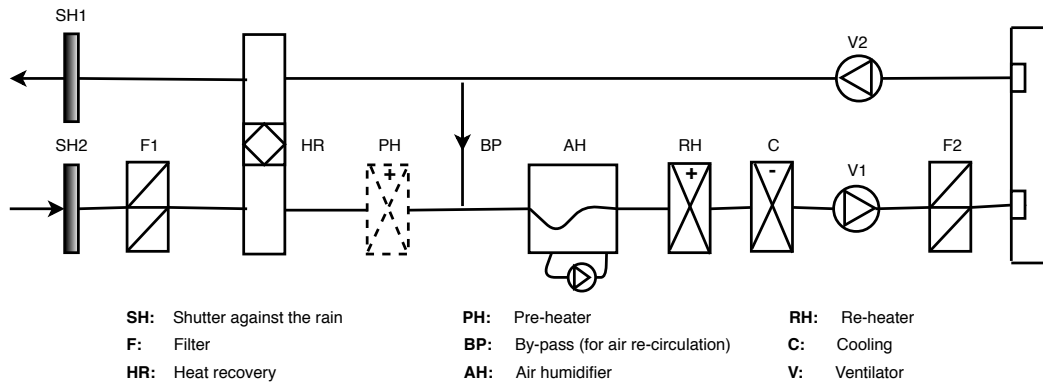 SH1
V2
SH2
F1
HR
PH
BP
AH
RH
C
V1
F2
+
+
-
SH: Shutter against the rain
PH: Pre-heater
RH: Re-heater
F: Filter
BP: By-pass (for air re-circulation)
C: Cooling
HR: Heat recovery
AH: Air humidifier
V: Ventilator